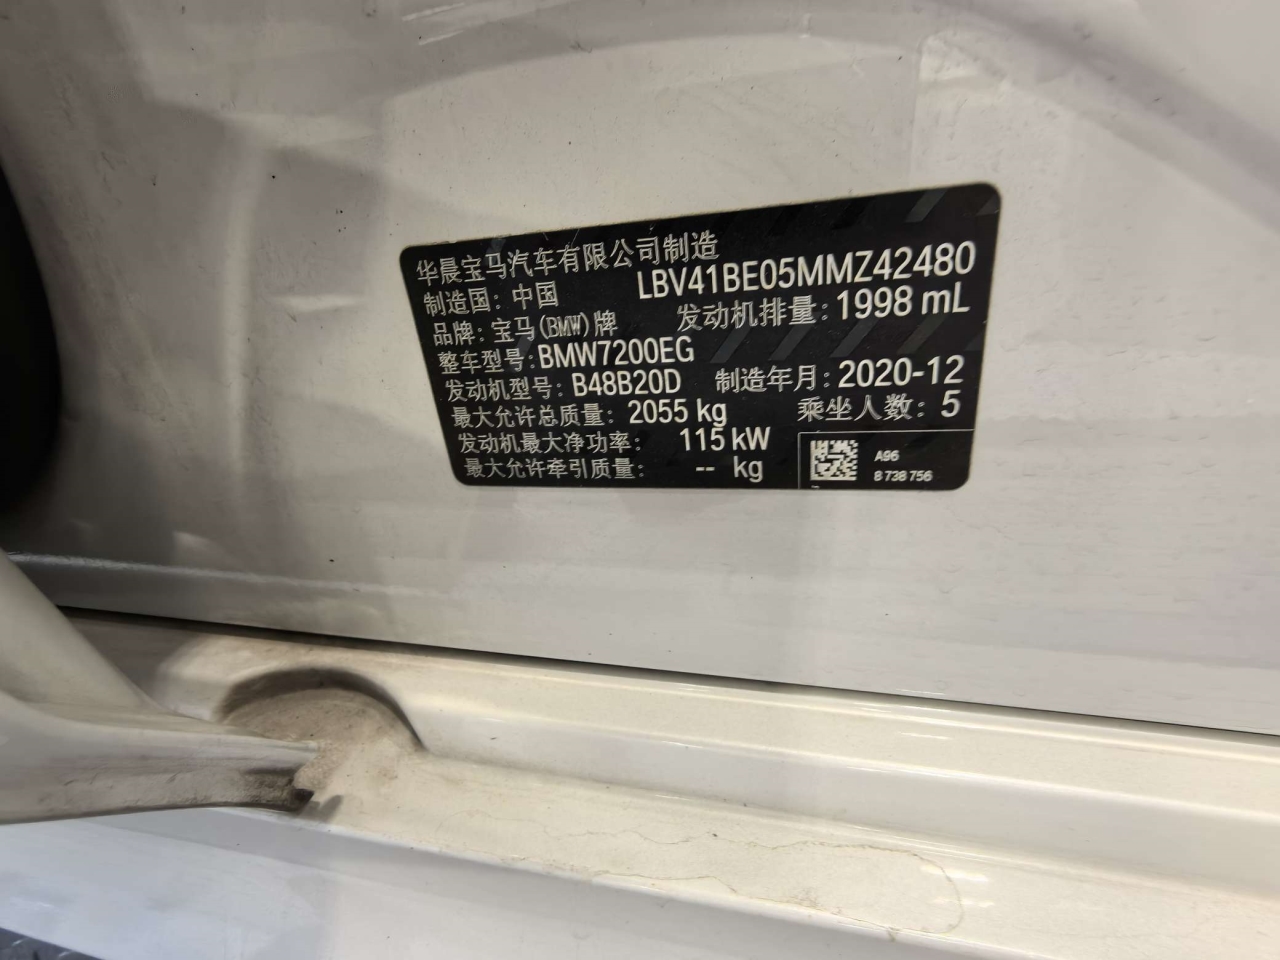 华晨宝马汽车有限公司制造
LBV41BE05MMZ42480
制造国: 中国
品牌: 宝马(BMW)牌
发动机排量: 1998 mL
整车型号: BMW7200EG
发动机型号: B48B20D
制造年月: 2020-12
最大允许总质量: 2055 kg
乘坐人数: 5
发动机最大净功率: 115 kW
最大允许牵引质量: -- kg
A96
8 738 756